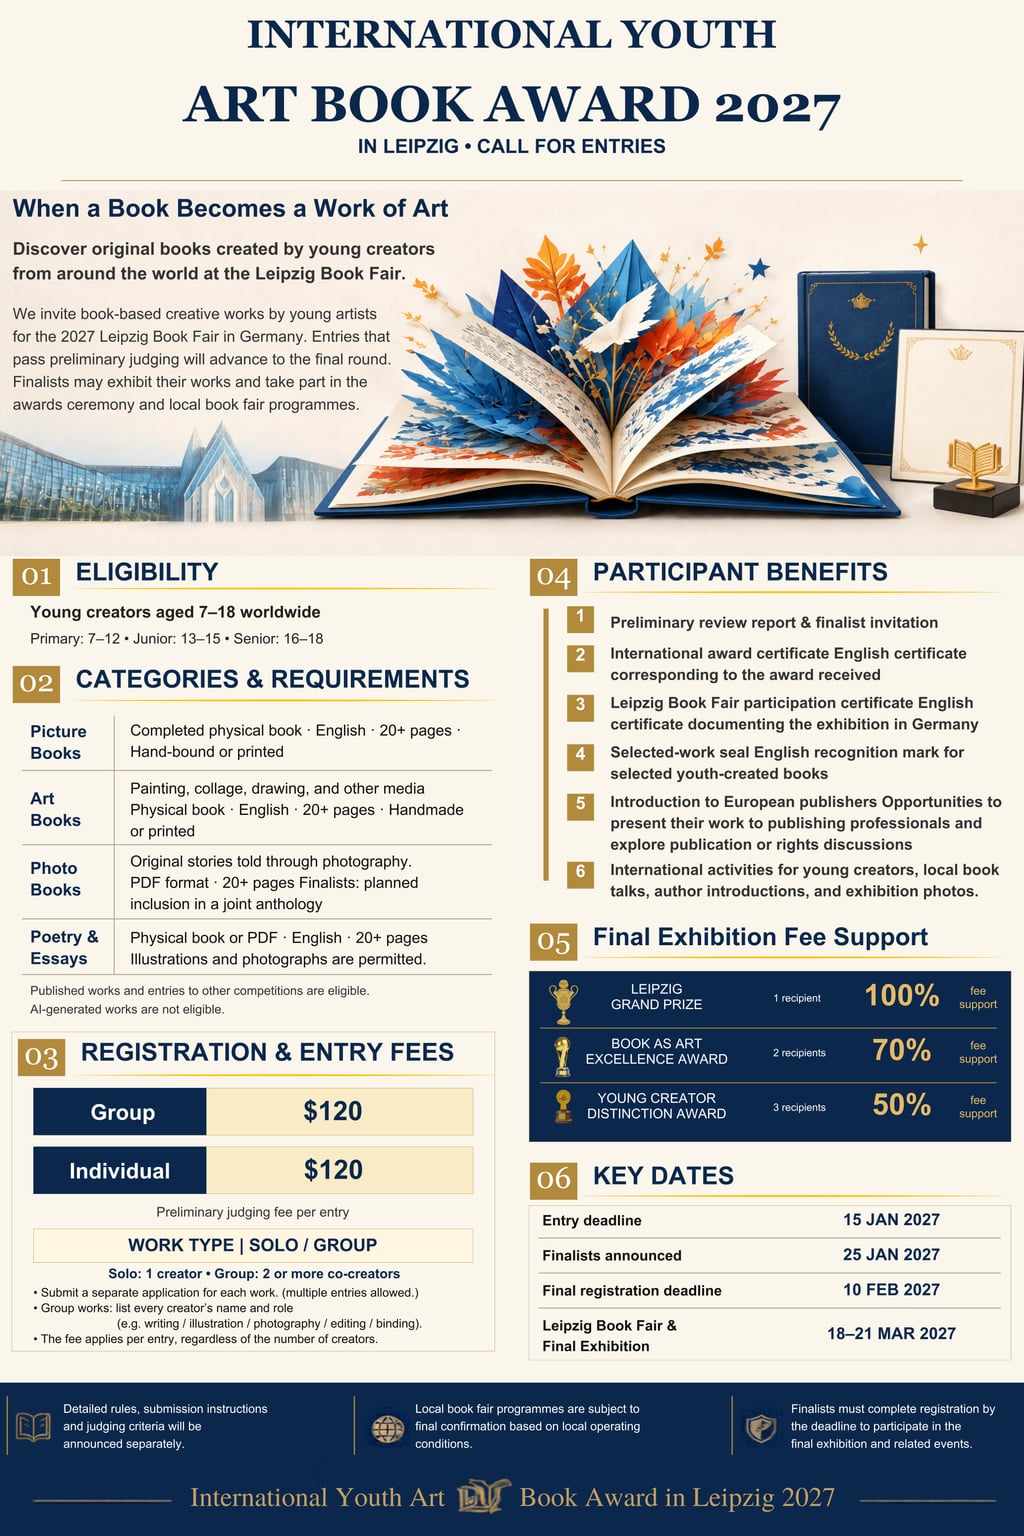 INTERNATIONAL YOUTH
ART BOOK AWARD 2027
IN LEIPZIG • CALL FOR ENTRIES
When a Book Becomes a Work of Art
Discover original books created by young creators
from around the world at the Leipzig Book Fair.
We invite book-based creative works by young artists
for the 2027 Leipzig Book Fair in Germany. Entries that
pass preliminary judging will advance to the final round.
Finalists may exhibit their works and take part in the
awards ceremony and local book fair programmes.
01 ELIGIBILITY
Young creators aged 7–18 worldwide
Primary: 7–12 • Junior: 13–15 • Senior: 16–18
02 CATEGORIES & REQUIREMENTS
Picture
Books
Completed physical book · English · 20+ pages ·
Hand-bound or printed
Art
Books
Painting, collage, drawing, and other media
Physical book · English · 20+ pages · Handmade
or printed
Photo
Books
Original stories told through photography.
PDF format · 20+ pages Finalists: planned
inclusion in a joint anthology
Poetry &
Essays
Physical book or PDF · English · 20+ pages
Illustrations and photographs are permitted.
Published works and entries to other competitions are eligible.
AI-generated works are not eligible.
03 REGISTRATION & ENTRY FEES
Group $120
Individual $120
Preliminary judging fee per entry
WORK TYPE | SOLO / GROUP
Solo: 1 creator • Group: 2 or more co-creators
• Submit a separate application for each work. (multiple entries allowed.)
• Group works: list every creator's name and role
(e.g. writing / illustration / photography / editing / binding).
• The fee applies per entry, regardless of the number of creators.
04 PARTICIPANT BENEFITS
1 Preliminary review report & finalist invitation
2 International award certificate English certificate
corresponding to the award received
3 Leipzig Book Fair participation certificate English
certificate documenting the exhibition in Germany
4 Selected-work seal English recognition mark for
selected youth-created books
5 Introduction to European publishers Opportunities to
present their work to publishing professionals and
explore publication or rights discussions
6 International activities for young creators, local book
talks, author introductions, and exhibition photos.
05 Final Exhibition Fee Support
LEIPZIG
GRAND PRIZE
1 recipient
100%
fee
support
BOOK AS ART
EXCELLENCE AWARD
2 recipients
70%
fee
support
YOUNG CREATOR
DISTINCTION AWARD
3 recipients
50%
fee
support
06 KEY DATES
Entry deadline 15 JAN 2027
Finalists announced 25 JAN 2027
Final registration deadline 10 FEB 2027
Leipzig Book Fair &
Final Exhibition
18–21 MAR 2027
Detailed rules, submission instructions
and judging criteria will be
announced separately.
Local book fair programmes are subject to
final confirmation based on local operating
conditions.
Finalists must complete registration by
the deadline to participate in the
final exhibition and related events.
International Youth Art Book Award in Leipzig 2027